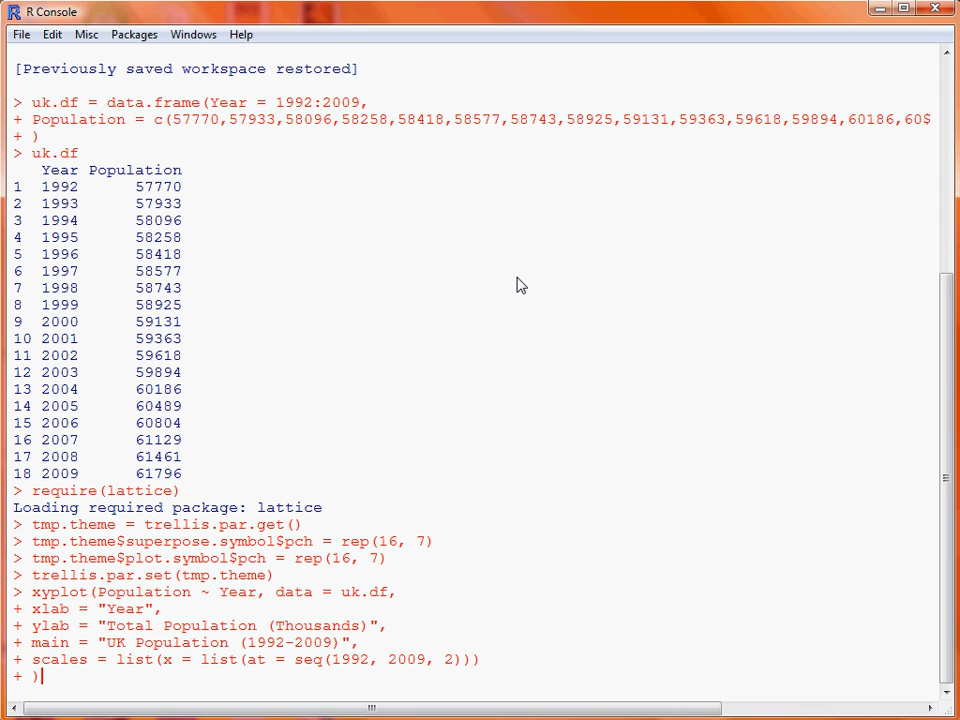 R Console
File Edit Misc Packages Windows Help
[Previously saved workspace restored]
> uk.df = data.frame(Year = 1992:2009,
+ Population = c(57770,57933,58096,58258,58418,58577,58743,58925,59131,59363,59618,59894,60186,60$
+ )
> uk.df
Year Population
1 1992 57770
2 1993 57933
3 1994 58096
4 1995 58258
5 1996 58418
6 1997 58577
7 1998 58743
8 1999 58925
9 2000 59131
10 2001 59363
11 2002 59618
12 2003 59894
13 2004 60186
14 2005 60489
15 2006 60804
16 2007 61129
17 2008 61461
18 2009 61796
> require(lattice)
Loading required package: lattice
> tmp.theme = trellis.par.get()
> tmp.theme$superpose.symbol$pch = rep(16, 7)
> tmp.theme$plot.symbol$pch = rep(16, 7)
> trellis.par.set(tmp.theme)
> xyplot(Population ~ Year, data = uk.df,
+ xlab = "Year",
+ ylab = "Total Population (Thousands)",
+ main = "UK Population (1992-2009)",
+ scales = list(x = list(at = seq(1992, 2009, 2)))
+ )